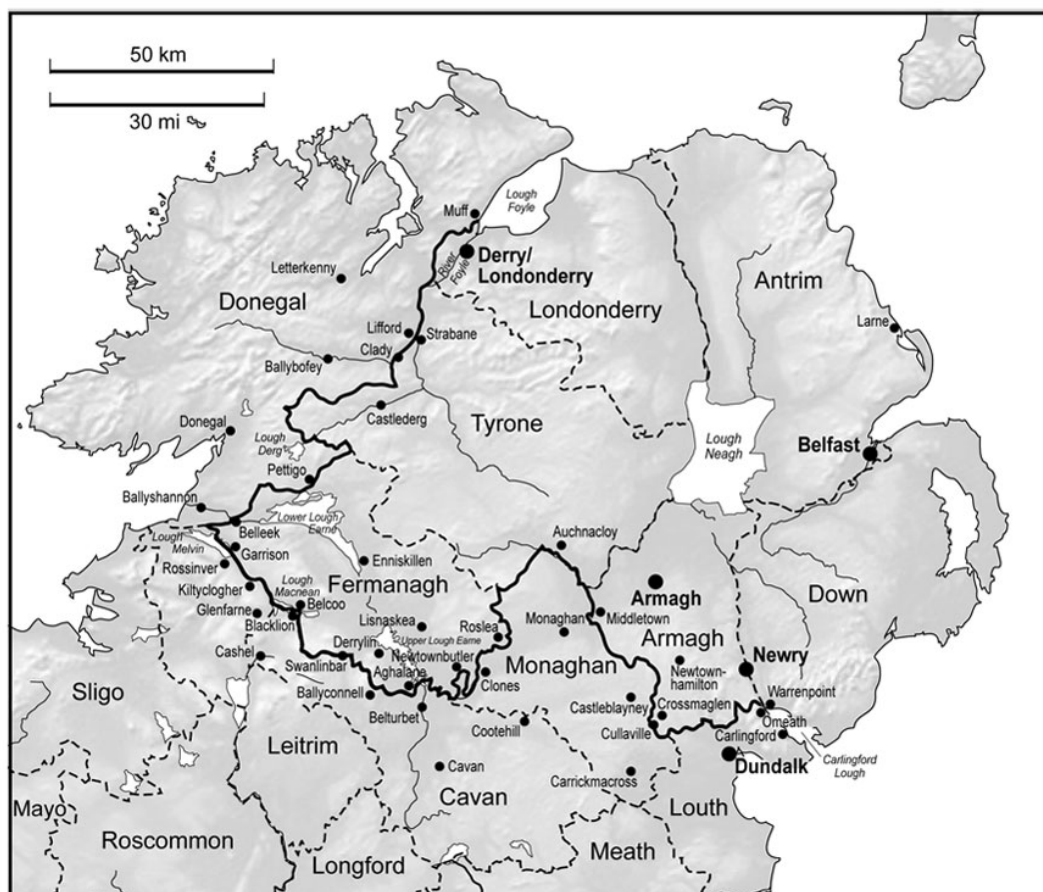 50 km
30 mi
Lough
Foyle
Muff
River
Foyle
Derry/
Londonderry
Letterkenny
Donegal
Londonderry
Antrim
Larne
Lifford
Strabane
Clady
Ballybofey
Castlederg
Tyrone
Donegal
Lough
Derg
Lough
Neagh
Belfast
Pettigo
Ballyshannon
Lower Lough
Earne
Belleek
Lough
Melvin
Garrison
Rossinver
Enniskillen
Auchnacloy
Kiltyclogher
Lough
Macnean
Fermanagh
Armagh
Down
Glenfarne
Belcoo
Blacklion
Lisnaskea
Roslea
Monaghan
Middletown
Armagh
Cashel
Derrylin
Upper Lough Earne
Swanlinbar
Newtownbutler
Monaghan
Newtown-
hamilton
Newry
Sligo
Aghalane
Clones
Ballyconnell
Belturbet
Castleblayney
Crossmaglen
Warrenpoint
Omeath
Cootehill
Cullaville
Carlingford
Leitrim
Carlingford
Lough
Dundalk
Cavan
Carrickmacross
Cavan
Louth
Mayo
Roscommon
Longford
Meath